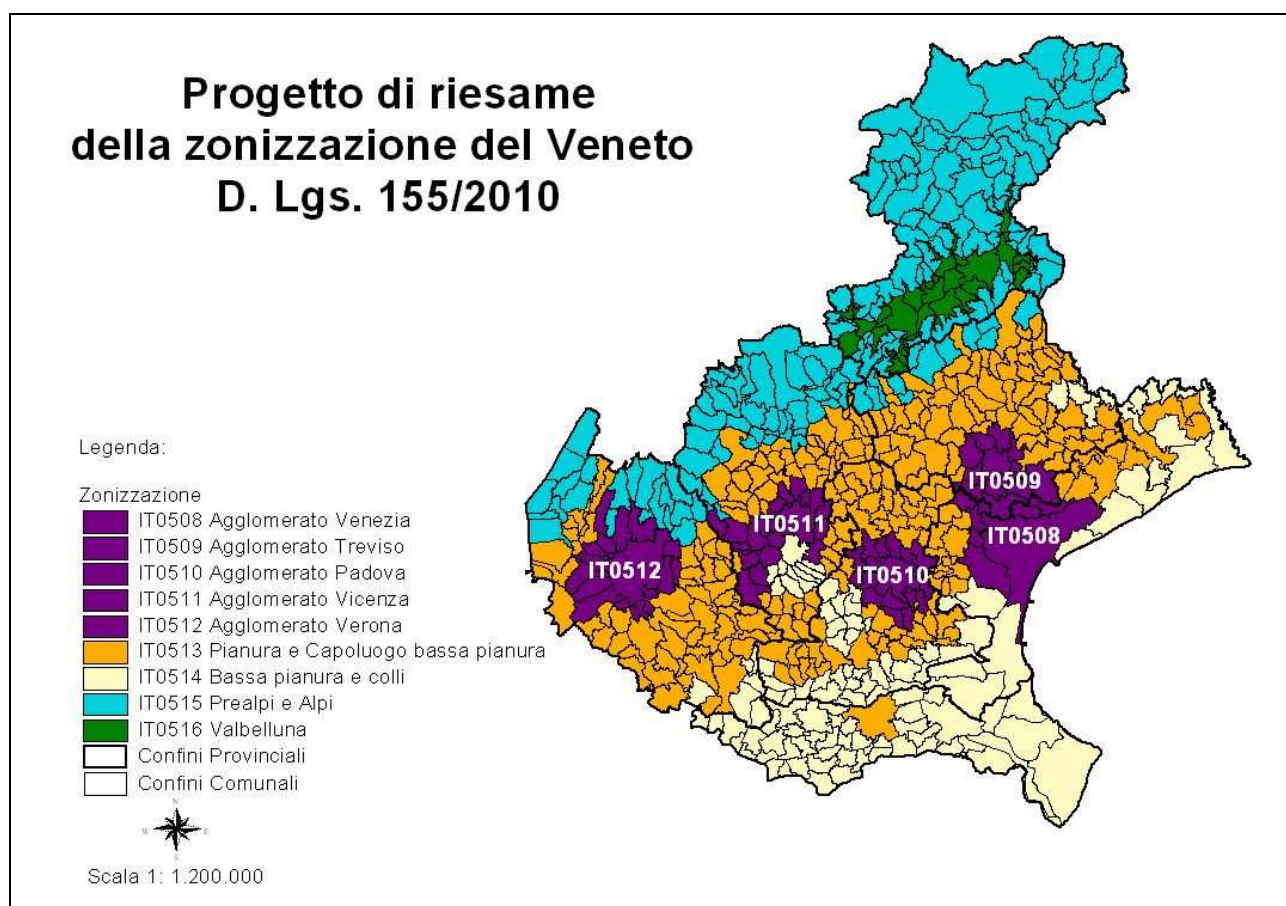 Progetto di riesame
della zonizzazione del Veneto
D. Lgs. 155/2010
IT0509
IT0511
IT0508
IT0512
IT0510
Legenda:
Zonizzazione
IT0508 Agglomerato Venezia
IT0509 Agglomerato Treviso
IT0510 Agglomerato Padova
IT0511 Agglomerato Vicenza
IT0512 Agglomerato Verona
IT0513 Pianura e Capoluogo bassa pianura
IT0514 Bassa pianura e colli
IT0515 Prealpi e Alpi
IT0516 Valbelluna
Confini Provinciali
Confini Comunali
N
W E
S
Scala 1: 1.200.000